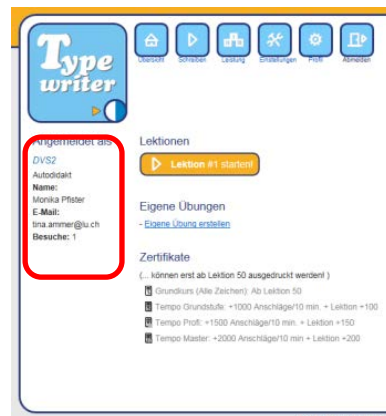 Type
writer
Übersicht Schreiben Leistung Einstellungen Profil Abmelden
Angemeldet als
DVS2
Autodidakt
Name:
Monika Pfister
E-Mail:
tina.ammer@lu.ch
Besuche: 1
Lektionen
Lektion #1 starten!
Eigene Übungen
- Eigene Übung erstellen
Zertifikate
(... können erst ab Lektion 50 ausgedruckt werden! )
Grundkurs (Alle Zeichen): Ab Lektion 50
Tempo Grundstufe: +1000 Anschläge/10 min. + Lektion +100
Tempo Profi: +1500 Anschläge/10 min. + Lektion +150
Tempo Master: +2000 Anschläge/10 min + Lektion +200